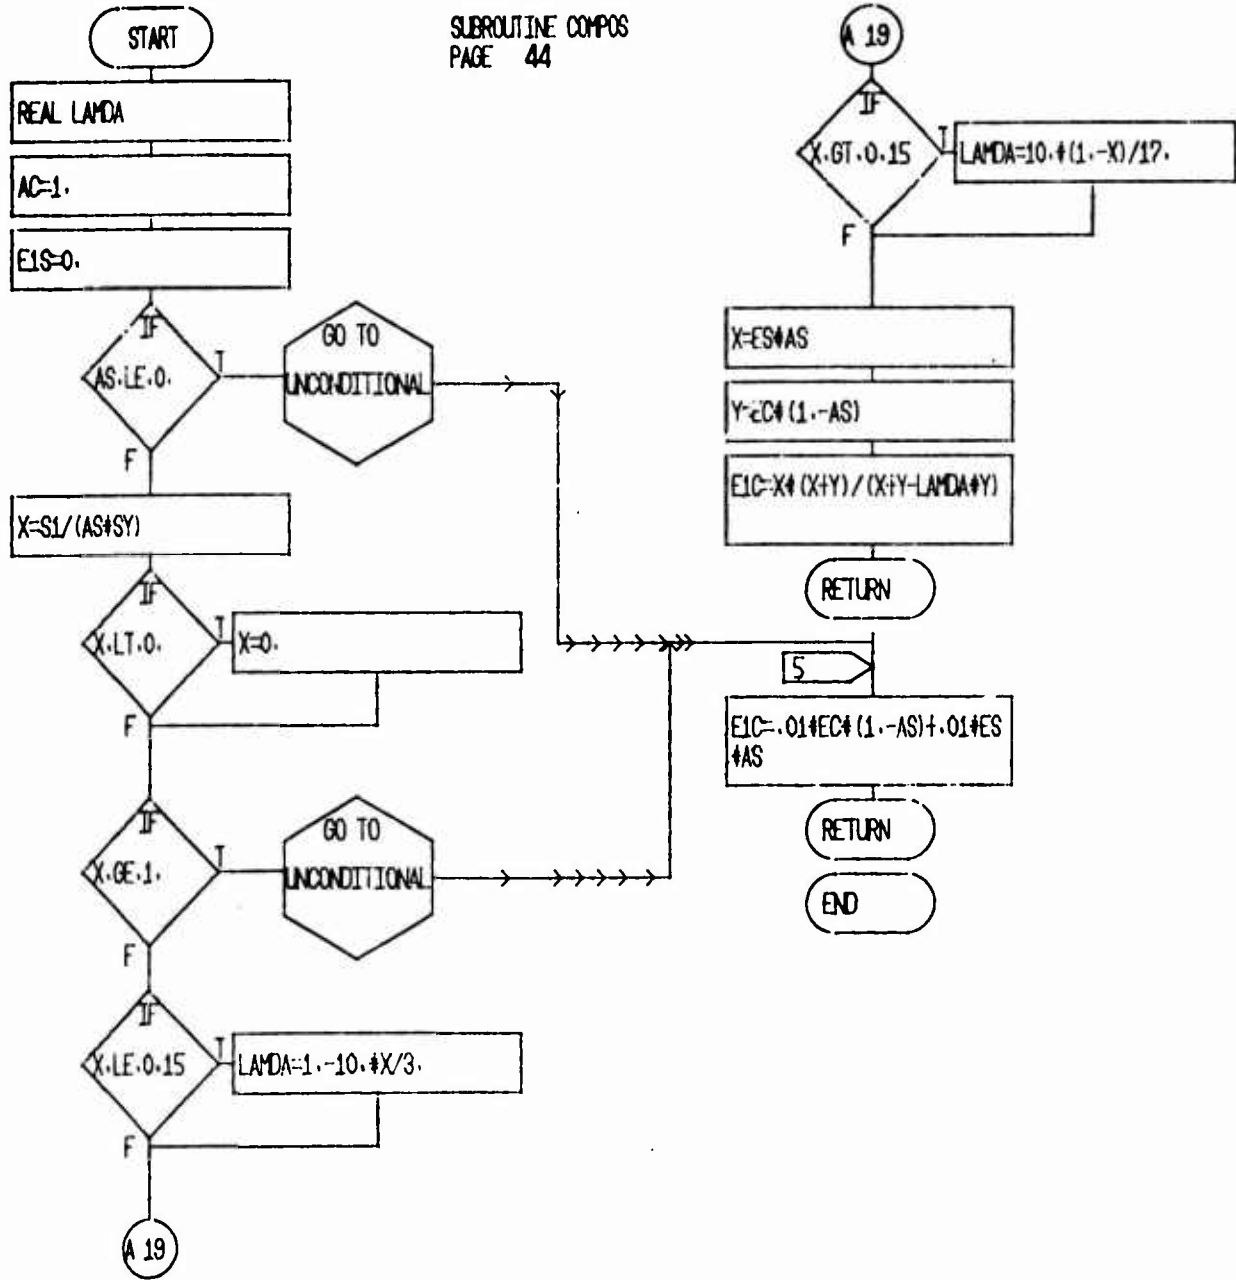 SUBROUTINE COMPOS
PAGE 44
START
REAL LAMDA
AC=1.
E1S=0.
IF
AS.LE.0.
T
GO TO
UNCONDITIONAL
F
X=S1/(AS*SY)
IF
X.LT.0.
T
X=0.
F
IF
X.GE.1.
T
GO TO
UNCONDITIONAL
F
IF
X.LE.0.15
T
LAMDA=1.-10.*X/3.
F
A 19
A 19
IF
X.GT.0.15
T
LAMDA=10.*(1.-X)/17.
F
X=ES*AS
Y=EC*(1.-AS)
E1C=X*(X+Y)/(X+Y-LAMDA*Y)
RETURN
5
E1C=.01*EC*(1.-AS)+.01*ES
*AS
RETURN
END